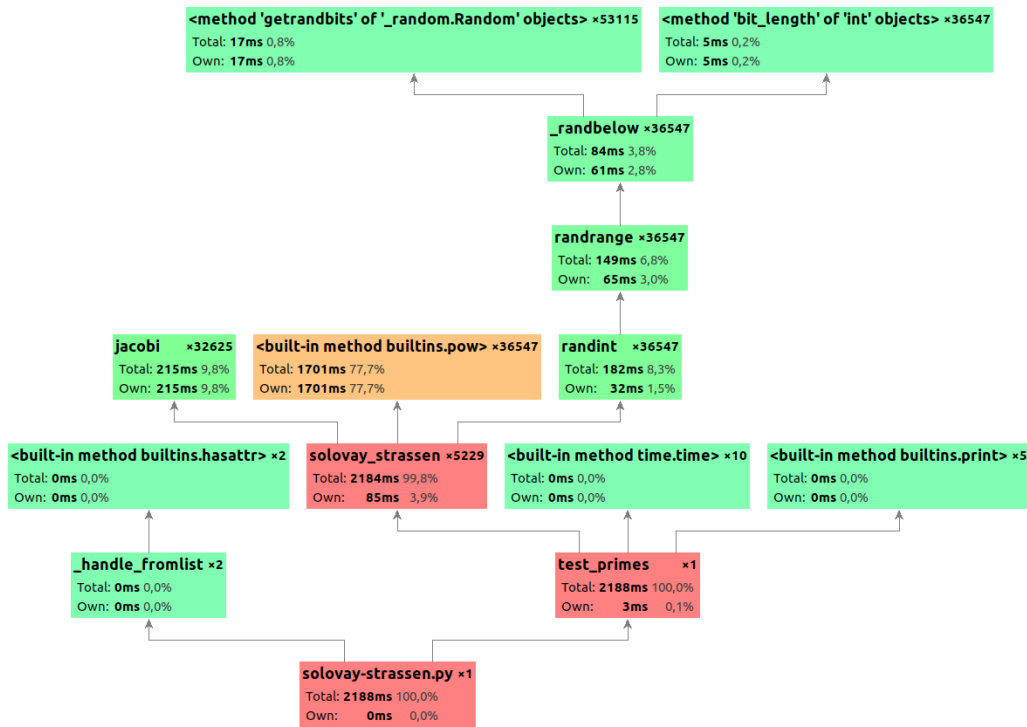 <method 'getrandbits' of '_random.Random' objects> ×53115
Total: 17ms 0,8%
Own: 17ms 0,8%
<method 'bit_length' of 'int' objects> ×36547
Total: 5ms 0,2%
Own: 5ms 0,2%
_randbelow ×36547
Total: 84ms 3,8%
Own: 61ms 2,8%
randrange ×36547
Total: 149ms 6,8%
Own: 65ms 3,0%
jacobi ×32625
Total: 215ms 9,8%
Own: 215ms 9,8%
<built-in method builtins.pow> ×36547
Total: 1701ms 77,7%
Own: 1701ms 77,7%
randint ×36547
Total: 182ms 8,3%
Own: 32ms 1,5%
<built-in method builtins.hasattr> ×2
Total: 0ms 0,0%
Own: 0ms 0,0%
solovay_strassen ×5229
Total: 2184ms 99,8%
Own: 85ms 3,9%
<built-in method time.time> ×10
Total: 0ms 0,0%
Own: 0ms 0,0%
<built-in method builtins.print> ×5
Total: 0ms 0,0%
Own: 0ms 0,0%
_handle_fromlist ×2
Total: 0ms 0,0%
Own: 0ms 0,0%
test_primes ×1
Total: 2188ms 100,0%
Own: 3ms 0,1%
solovay-strassen.py ×1
Total: 2188ms 100,0%
Own: 0ms 0,0%